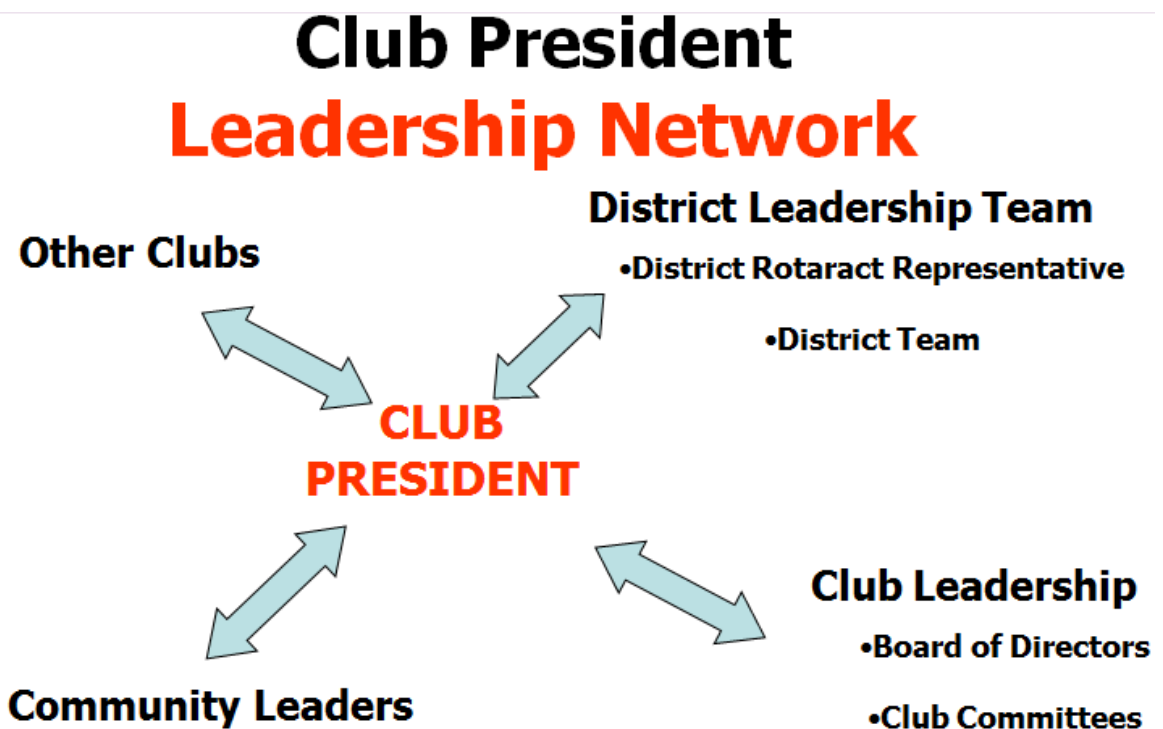 Club President
Leadership Network
District Leadership Team
•District Rotaract Representative
•District Team
Other Clubs
CLUB
PRESIDENT
Club Leadership
•Board of Directors
•Club Committees
Community Leaders